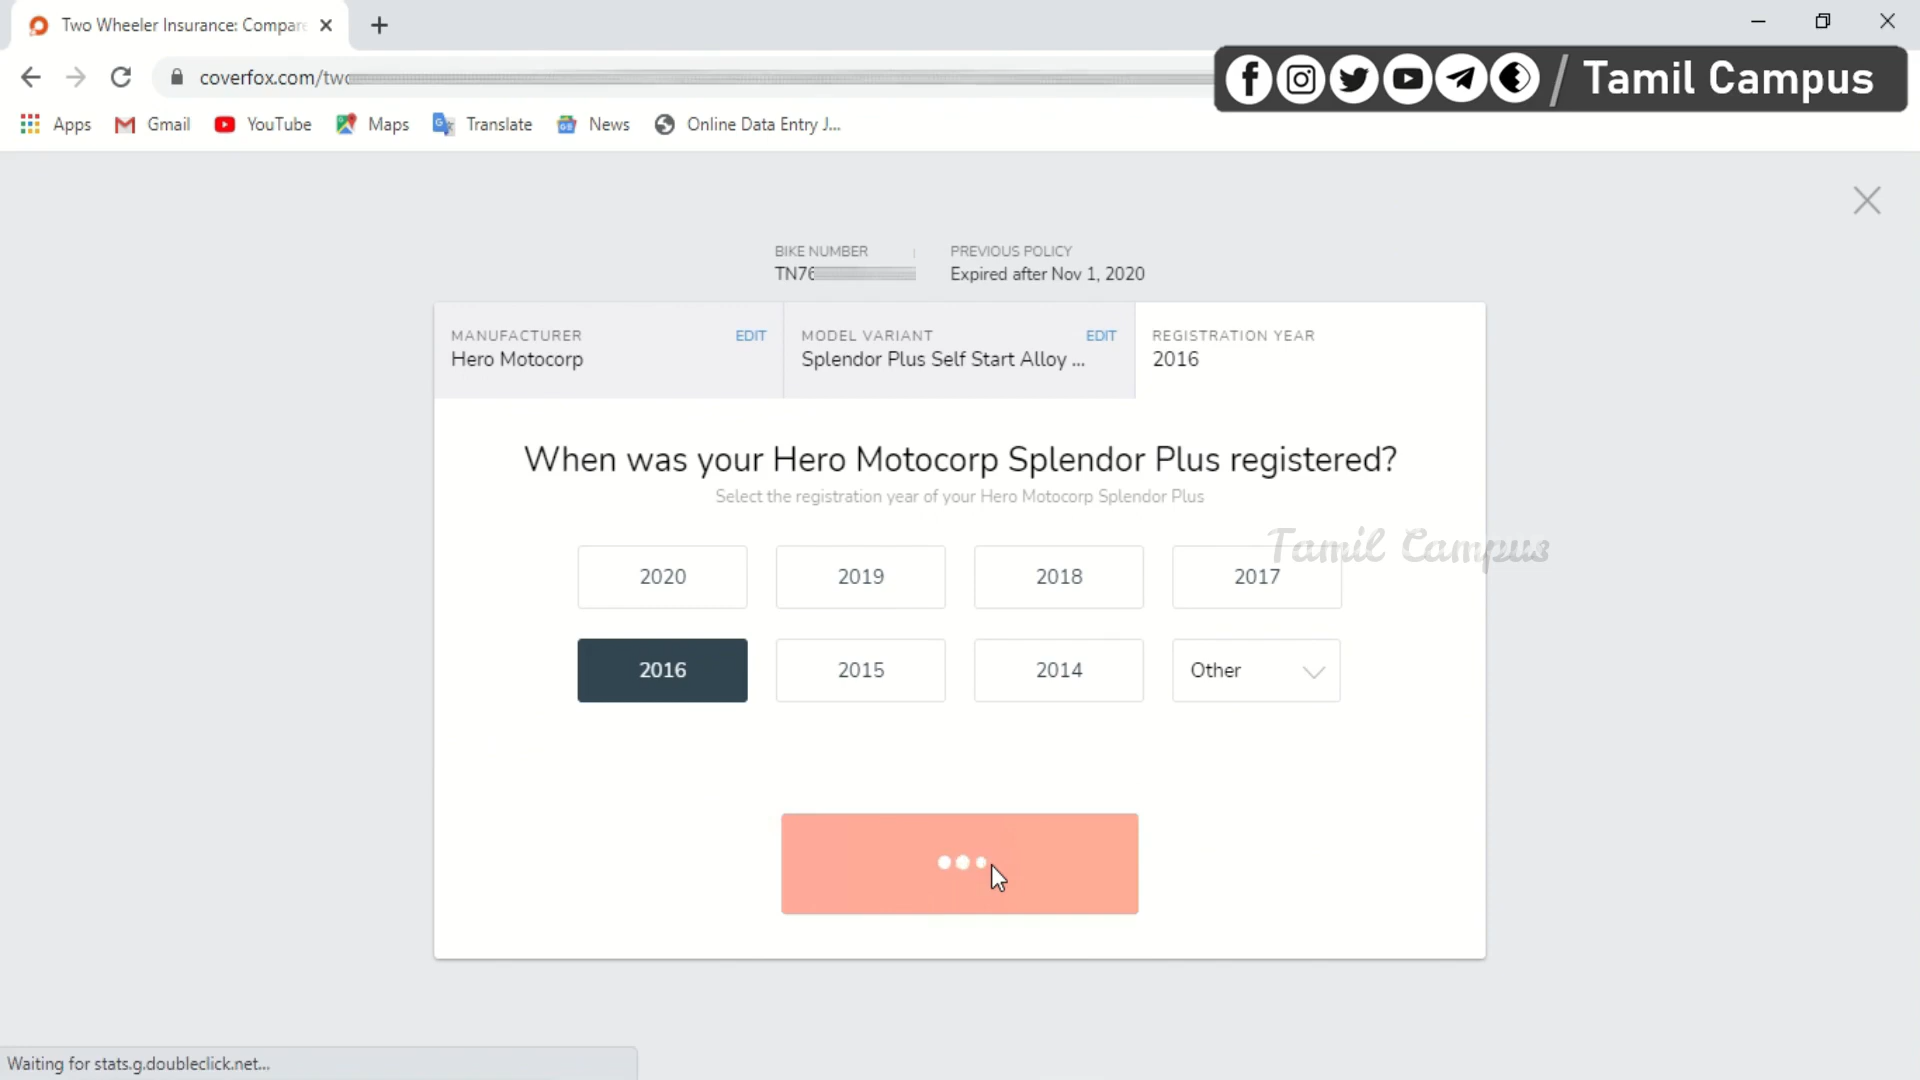 Two Wheeler Insurance: Compare
coverfox.com/two
/ Tamil Campus
Apps Gmail YouTube Maps Translate News Online Data Entry J...
BIKE NUMBER PREVIOUS POLICY
TN76 Expired after Nov 1, 2020
MANUFACTURER EDIT MODEL VARIANT EDIT REGISTRATION YEAR
Hero Motocorp Splendor Plus Self Start Alloy ... 2016
When was your Hero Motocorp Splendor Plus registered?
Select the registration year of your Hero Motocorp Splendor Plus
Tamil Campus
2020 2019 2018 2017
2016 2015 2014 Other
Waiting for stats.g.doubleclick.net...